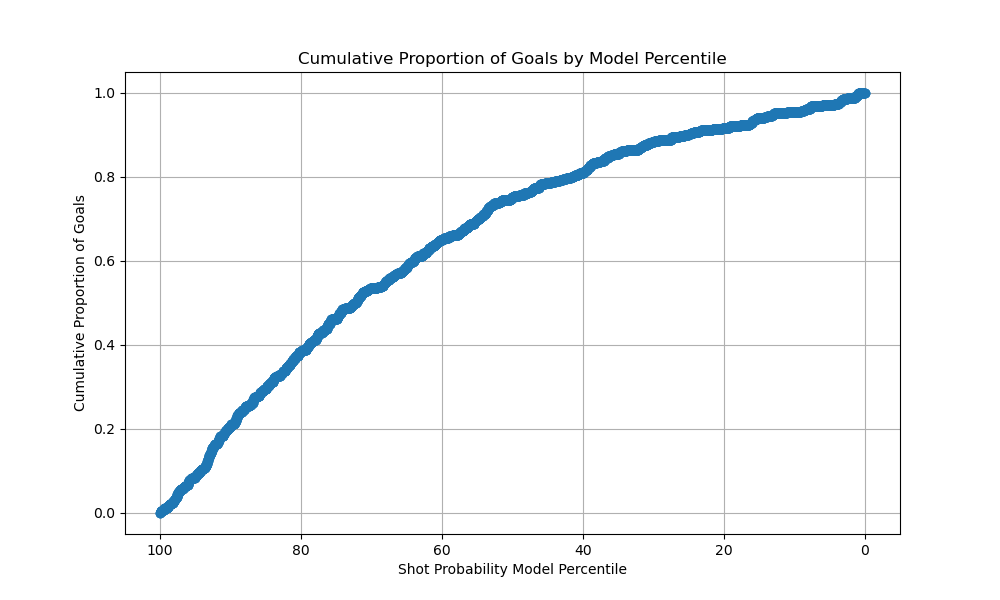 Cumulative Proportion of Goals by Model Percentile
Cumulative Proportion of Goals
1.0
0.8
0.6
0.4
0.2
0.0
100 80 60 40 20 0
Shot Probability Model Percentile